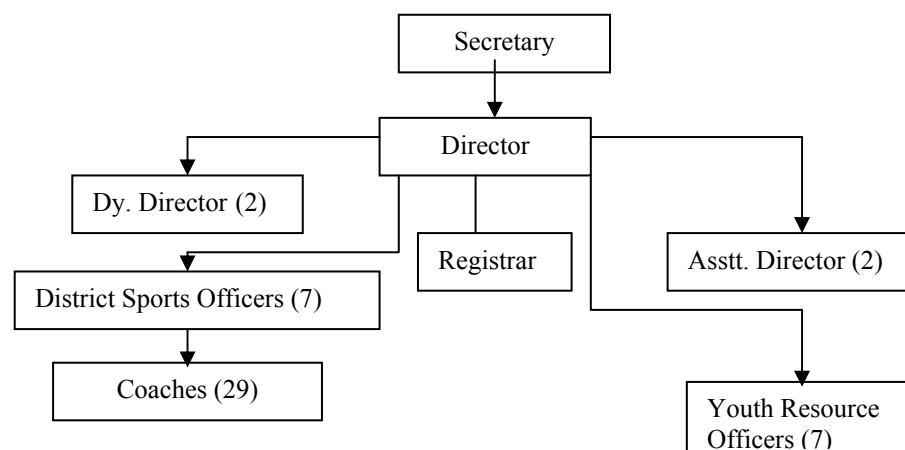 Secretary
Director
Dy. Director (2)
Registrar
Asstt. Director (2)
District Sports Officers (7)
Coaches (29)
Youth Resource
Officers (7)